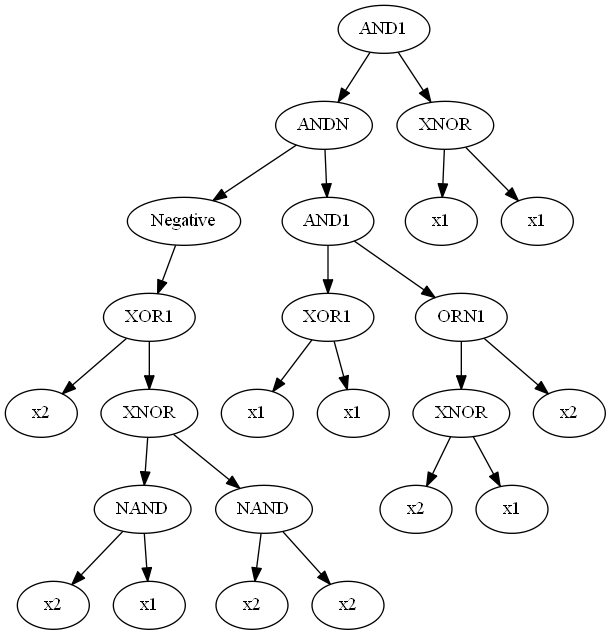 AND1
ANDN XNOR
Negative AND1 x1 x1
XOR1 XOR1 ORN1
x2 XNOR x1 x1 XNOR x2
NAND NAND x2 x1
x2 x1 x2 x2